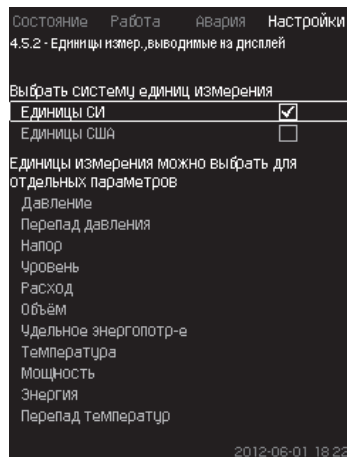 Состояние Работа Авария Настройки
4.5.2 - Единицы измер.,выводимые на дисплей
Выбрать систему единиц измерения
Единицы СИ
Единицы США
Единицы измерения можно выбрать для
отдельных параметров
Давление
Перепад давления
Напор
Уровень
Расход
Объём
Удельное энергопотр-е
Температура
Мощность
Энергия
Перепад температур
2012-06-01 18:22